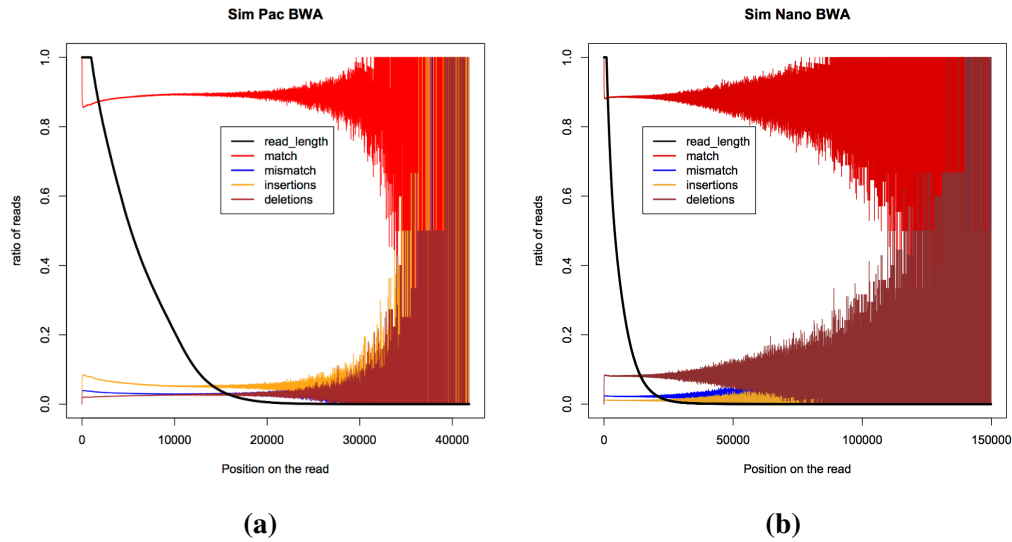 Sim Pac BWA
ratio of reads
1.0
0.8
0.6
0.4
0.2
0.0
read_length
match
mismatch
insertions
deletions
0
10000
20000
30000
40000
Position on the read
(a)
Sim Nano BWA
ratio of reads
1.0
0.8
0.6
0.4
0.2
0.0
read_length
match
mismatch
insertions
deletions
0
50000
100000
150000
Position on the read
(b)